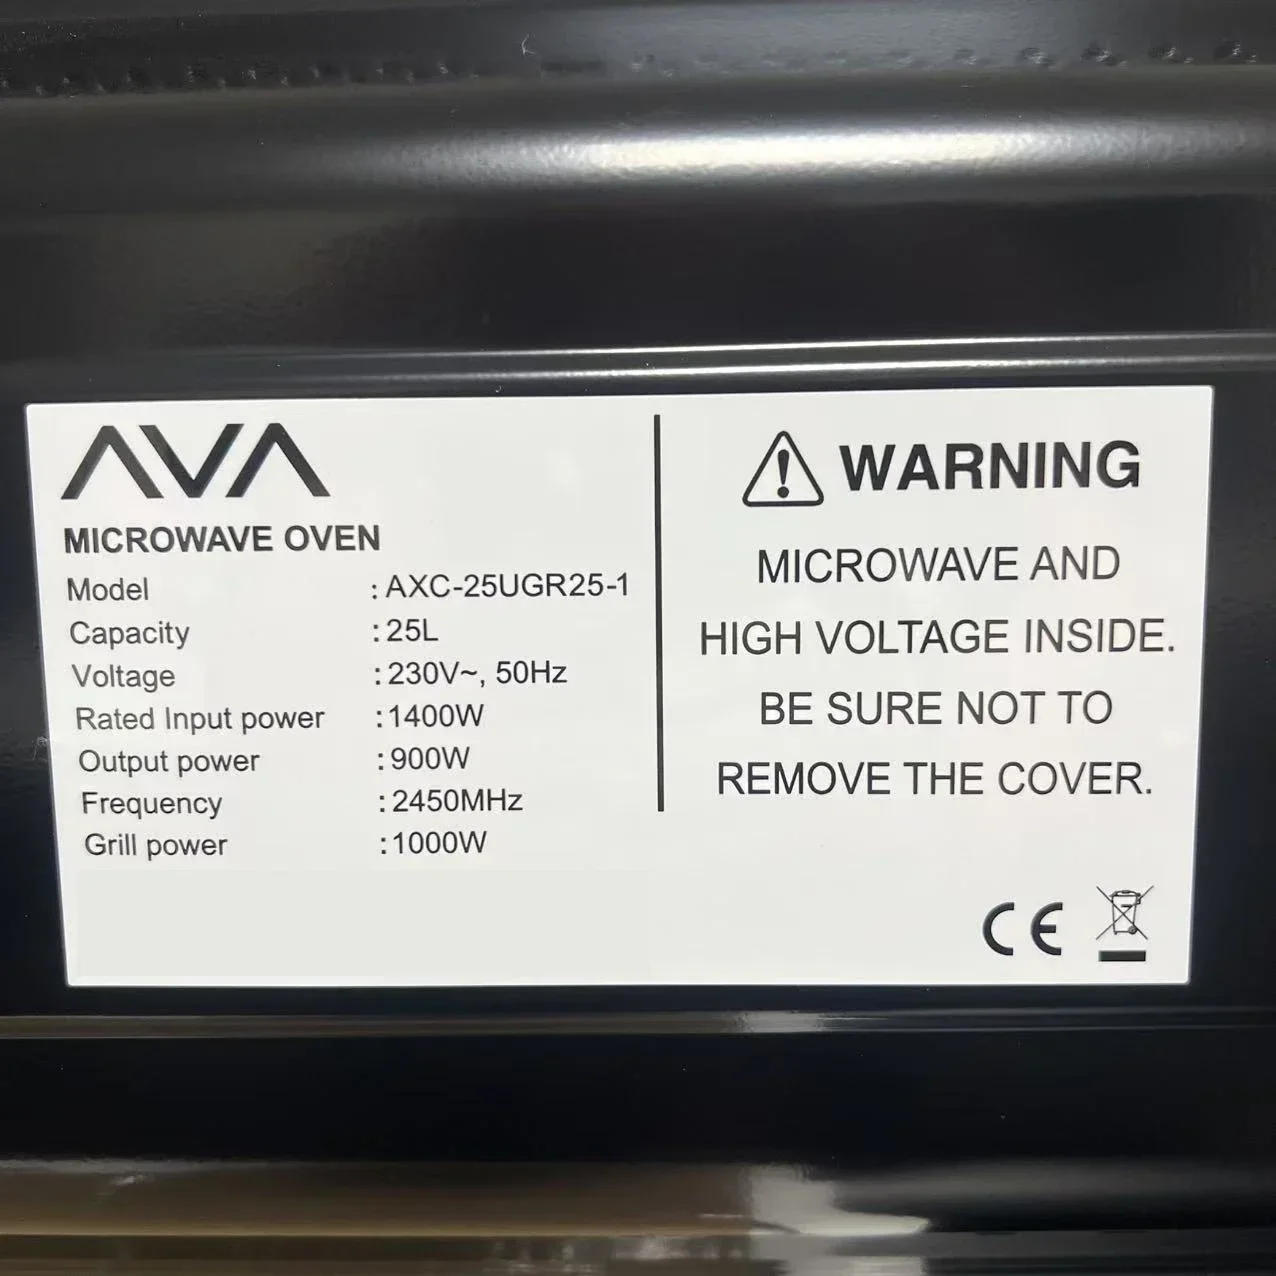 AVA
MICROWAVE OVEN
Model : AXC-25UGR25-1
Capacity : 25L
Voltage : 230V~, 50Hz
Rated Input power : 1400W
Output power : 900W
Frequency : 2450MHz
Grill power : 1000W
WARNING
MICROWAVE AND
HIGH VOLTAGE INSIDE.
BE SURE NOT TO
REMOVE THE COVER.
CE